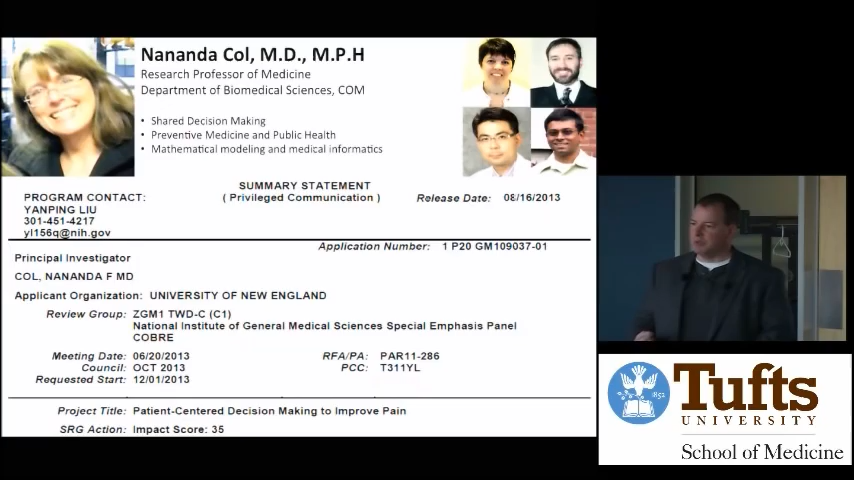 Nananda Col, M.D., M.P.H
Research Professor of Medicine
Department of Biomedical Sciences, COM
• Shared Decision Making
• Preventive Medicine and Public Health
• Mathematical modeling and medical informatics
SUMMARY STATEMENT
PROGRAM CONTACT: ( Privileged Communication ) Release Date: 08/16/2013
YANPING LIU
301-451-4217
yl156q@nih.gov
Application Number: 1 P20 GM109037-01
Principal Investigator
COL, NANANDA F MD
Applicant Organization: UNIVERSITY OF NEW ENGLAND
Review Group: ZGM1 TWD-C (C1)
National Institute of General Medical Sciences Special Emphasis Panel
COBRE
Meeting Date: 06/20/2013 RFA/PA: PAR11-286
Council: OCT 2013 PCC: T311YL
Requested Start: 12/01/2013
Project Title: Patient-Centered Decision Making to Improve Pain
SRG Action: Impact Score: 35
1852
Tufts
UNIVERSITY
School of Medicine